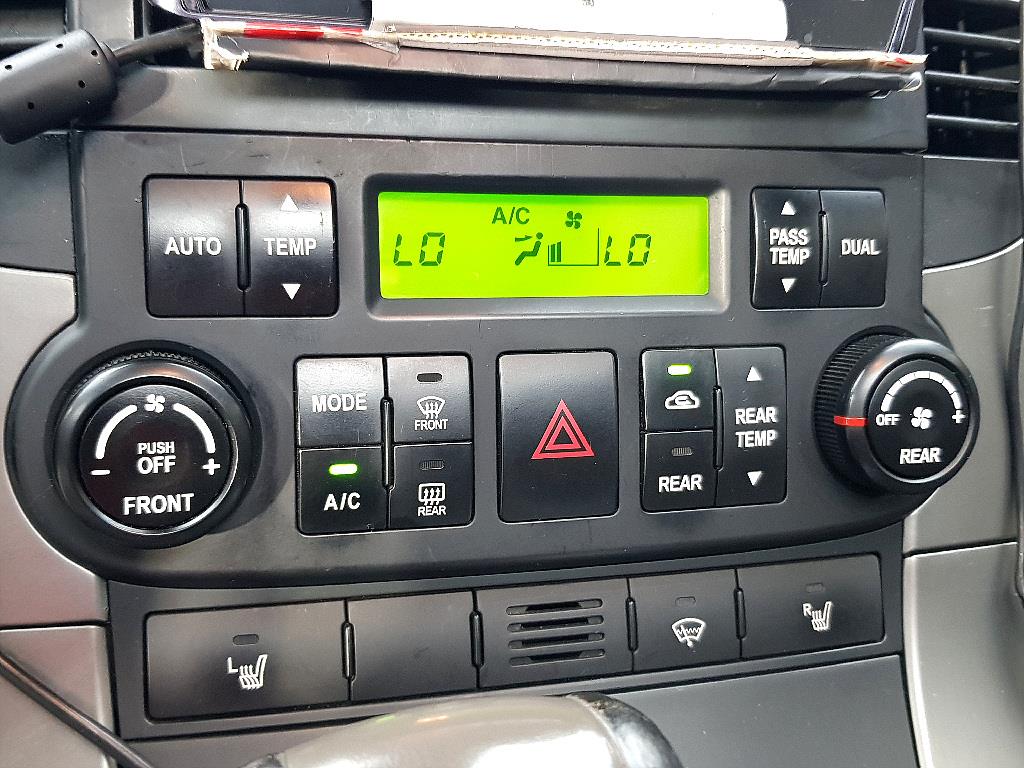 AUTO
TEMP
A/C
LO
LO
PASS
TEMP
DUAL
PUSH
OFF
- +
FRONT
MODE
FRONT
A/C
REAR
REAR
TEMP
REAR
OFF +
REAR
L
R